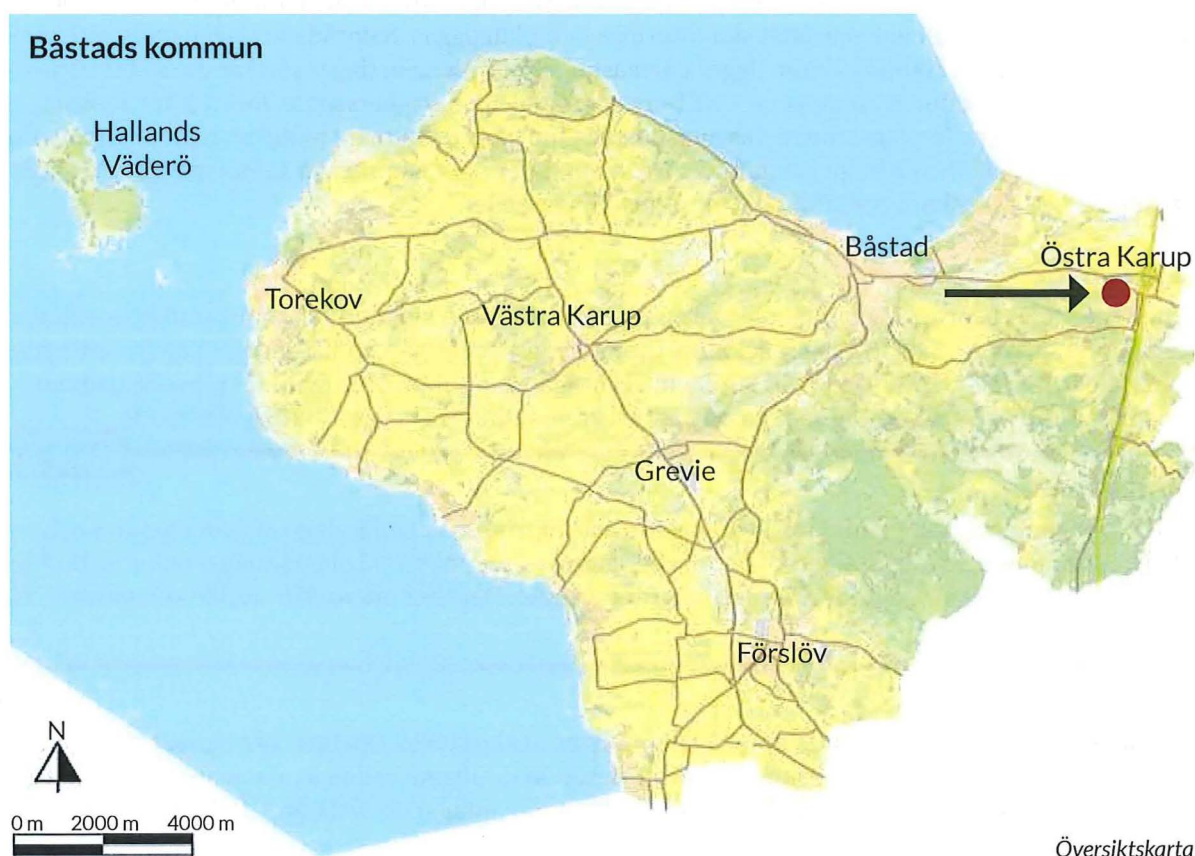 Båstads kommun
Hallands
Väderö
Båstad
Östra Karup
Torekov
Västra Karup
Grevie
Förslöv
N
0 m 2000 m 4000 m
Översiktskarta